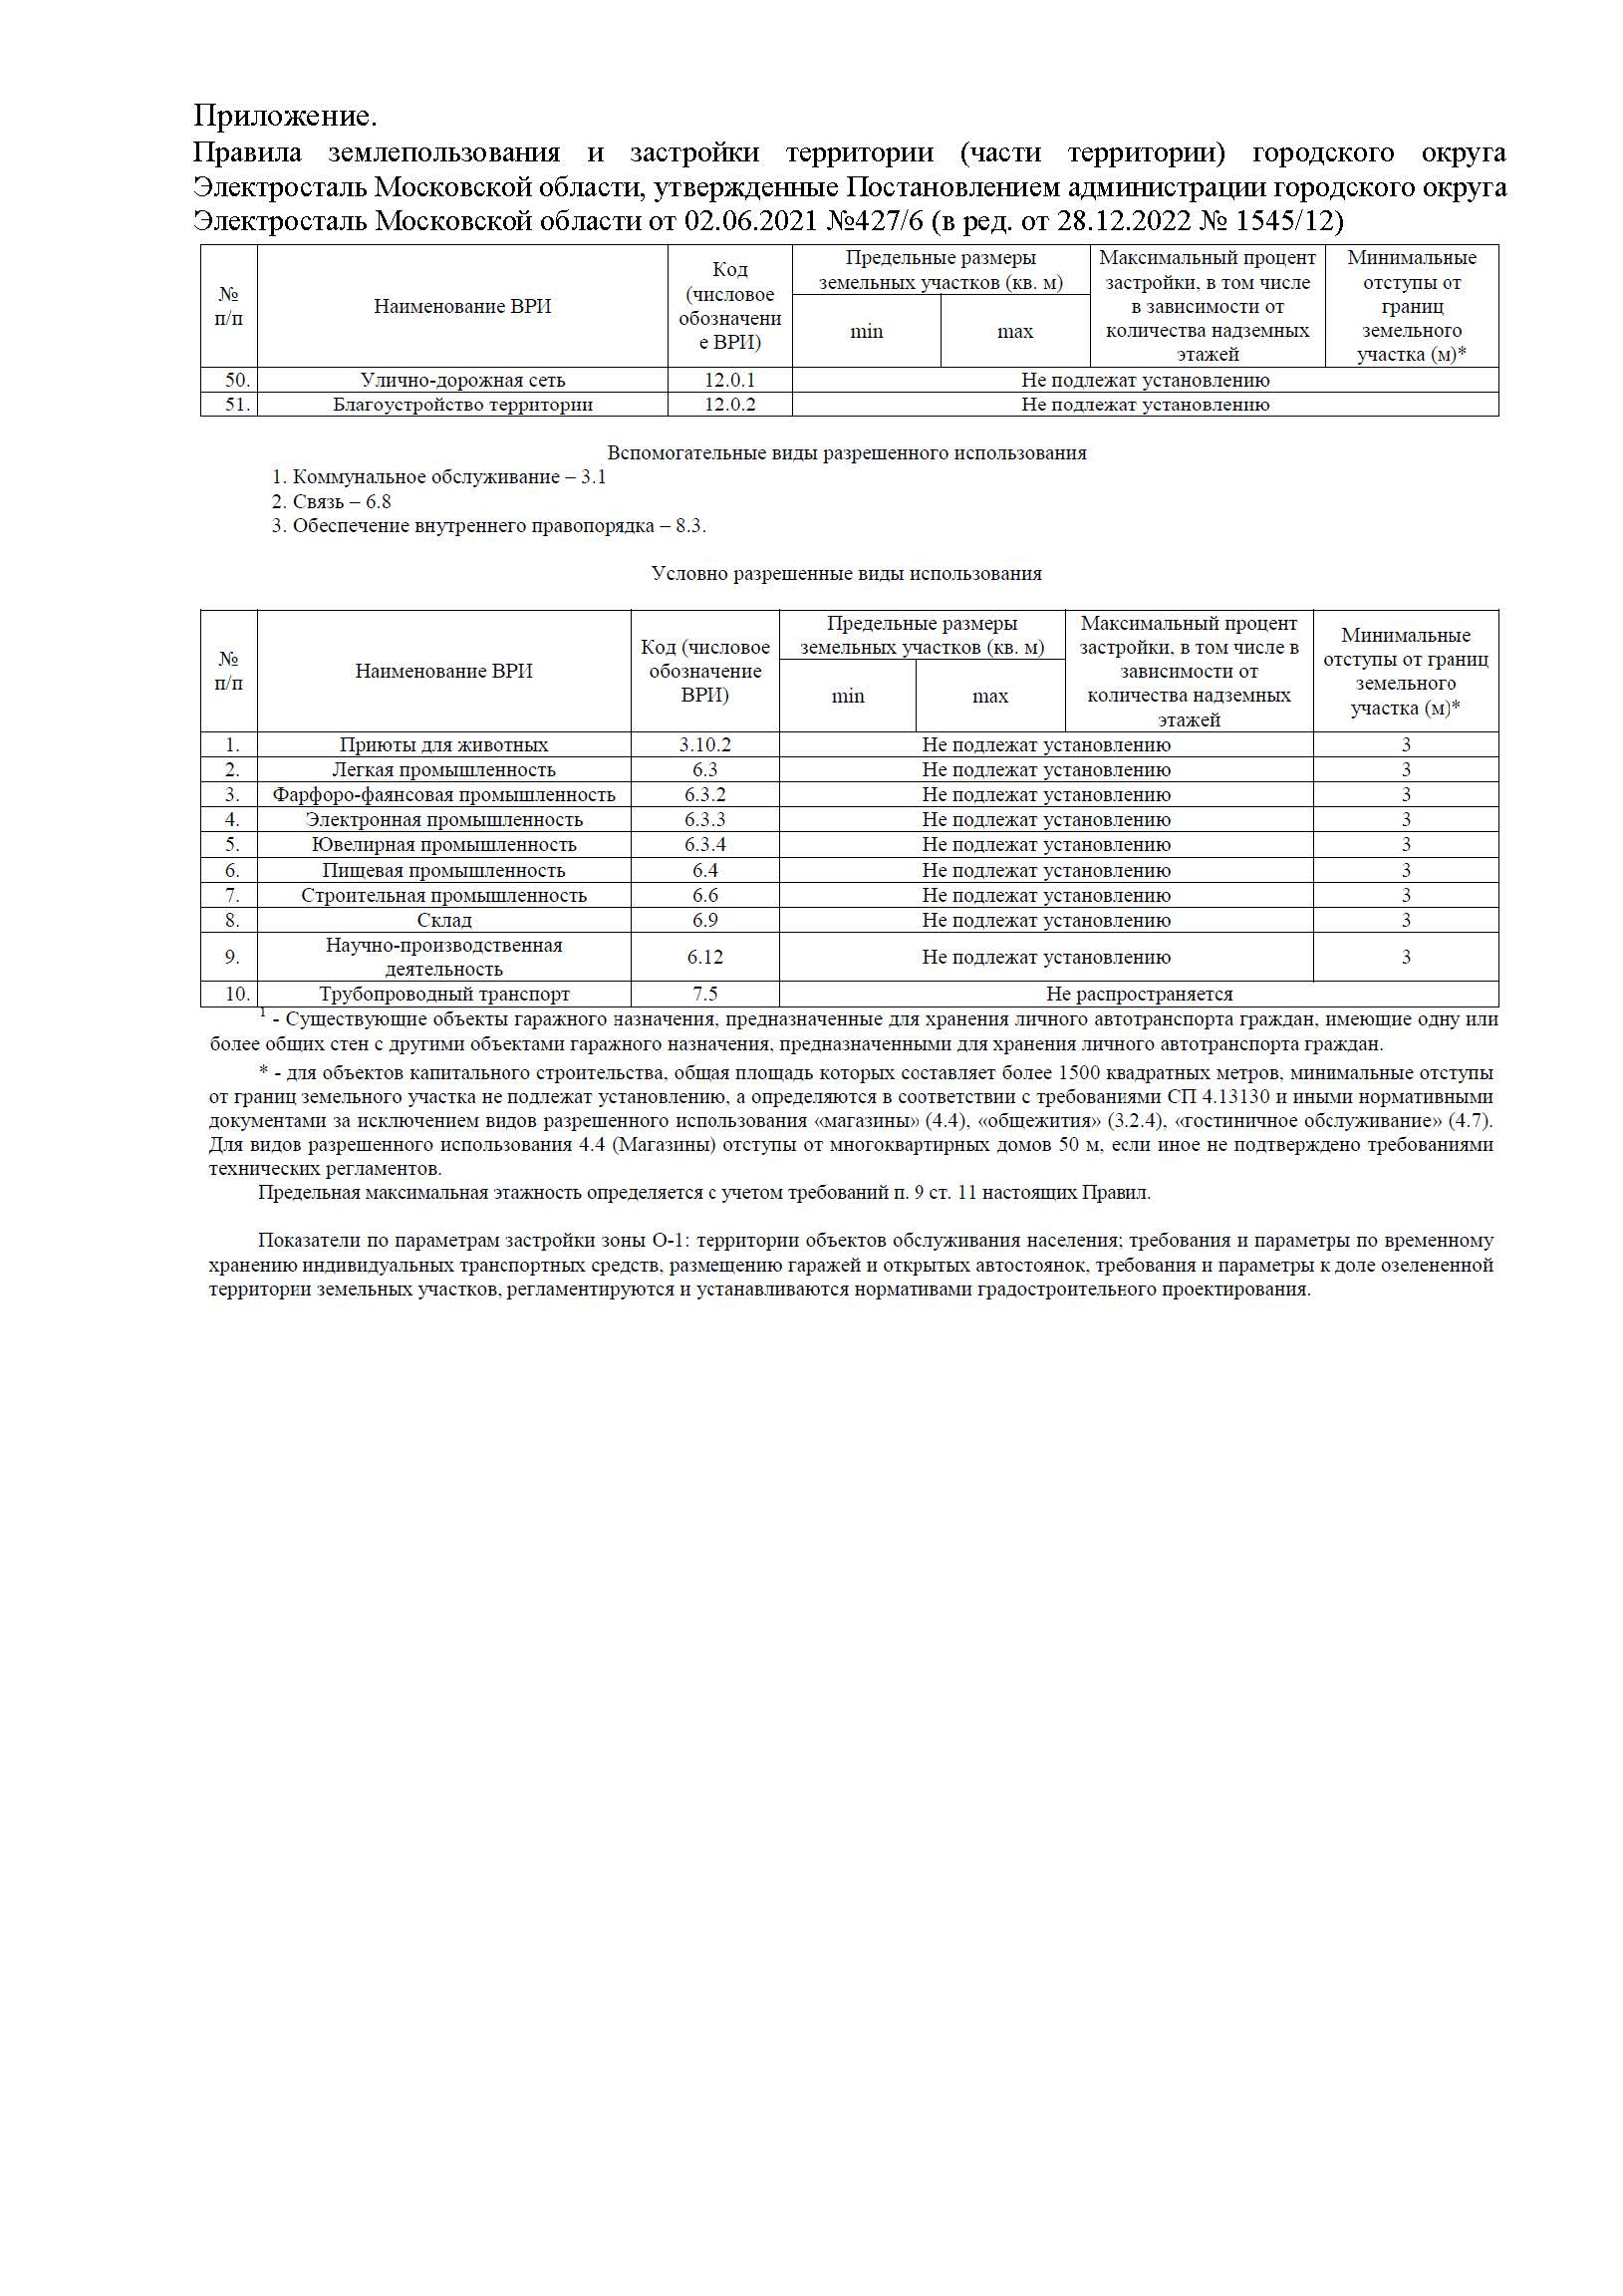 Приложение.
Правила землепользования и застройки территории (части территории) городского округа
Электросталь Московской области, утвержденные Постановлением администрации городского округа
Электросталь Московской области от 02.06.2021 №427/6 (в ред. от 28.12.2022 № 1545/12)
№ п/п Наименование ВРИ Код (числовое обозначени е ВРИ) Предельные размеры земельных участков (кв. м) Максимальный процент застройки, в том числе в зависимости от количества надземных этажей Минимальные отступы от границ земельного участка (м)*
min max
50. Улично-дорожная сеть 12.0.1 Не подлежат установлению
51. Благоустройство территории 12.0.2 Не подлежат установлению
Вспомогательные виды разрешенного использования
1. Коммунальное обслуживание – 3.1
2. Связь – 6.8
3. Обеспечение внутреннего правопорядка – 8.3.
Условно разрешенные виды использования
№ п/п Наименование ВРИ Код (числовое обозначение ВРИ) Предельные размеры земельных участков (кв. м) Максимальный процент застройки, в том числе в зависимости от количества надземных этажей Минимальные отступы от границ земельного участка (м)*
min max
1. Приюты для животных 3.10.2 Не подлежат установлению 3
2. Легкая промышленность 6.3 Не подлежат установлению 3
3. Фарфоро-фаянсовая промышленность 6.3.2 Не подлежат установлению 3
4. Электронная промышленность 6.3.3 Не подлежат установлению 3
5. Ювелирная промышленность 6.3.4 Не подлежат установлению 3
6. Пищевая промышленность 6.4 Не подлежат установлению 3
7. Строительная промышленность 6.6 Не подлежат установлению 3
8. Склад 6.9 Не подлежат установлению 3
9. Научно-производственная деятельность 6.12 Не подлежат установлению 3
10. Трубопроводный транспорт 7.5 Не распространяется
1 - Существующие объекты гаражного назначения, предназначенные для хранения личного автотранспорта граждан, имеющие одну или
более общих стен с другими объектами гаражного назначения, предназначенными для хранения личного автотранспорта граждан.
* - для объектов капитального строительства, общая площадь которых составляет более 1500 квадратных метров, минимальные отступы
от границ земельного участка не подлежат установлению, а определяются в соответствии с требованиями СП 4.13130 и иными нормативными
документами за исключением видов разрешенного использования «магазины» (4.4), «общежития» (3.2.4), «гостиничное обслуживание» (4.7).
Для видов разрешенного использования 4.4 (Магазины) отступы от многоквартирных домов 50 м, если иное не подтверждено требованиями
технических регламентов.
Предельная максимальная этажность определяется с учетом требований п. 9 ст. 11 настоящих Правил.
Показатели по параметрам застройки зоны О-1: территории объектов обслуживания населения; требования и параметры по временному
хранению индивидуальных транспортных средств, размещению гаражей и открытых автостоянок, требования и параметры к доле озелененной
территории земельных участков, регламентируются и устанавливаются нормативами градостроительного проектирования.